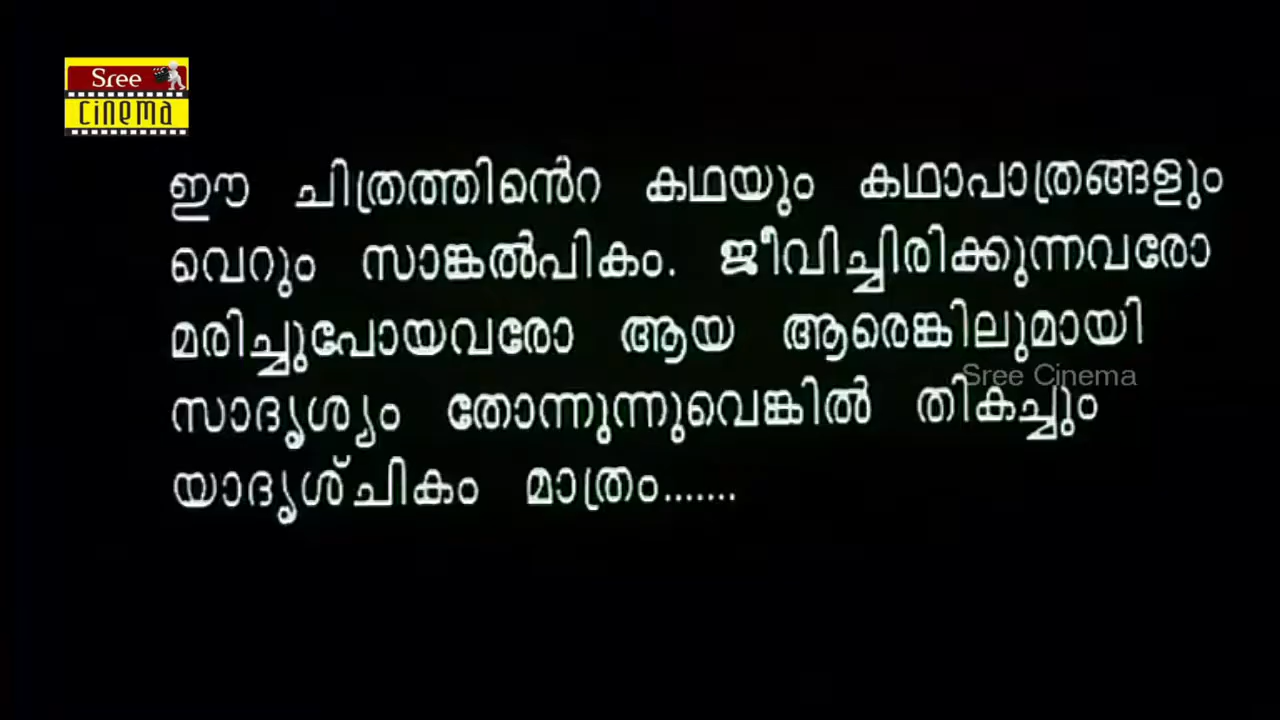 Sree
cinema
ഈ ചിത്രത്തിൻെറ കഥയും കഥാപാത്രങ്ങളും
വെറും സാങ്കൽപികം. ജീവിച്ചിരിക്കുന്നവരോ
മരിച്ചുപോയവരോ ആയ ആരെങ്കിലുമായി
Sree Cinema
സാദൃശ്യം തോന്നുന്നുവെങ്കിൽ തികച്ചും
യാദൃശ്ചികം മാത്രം.......